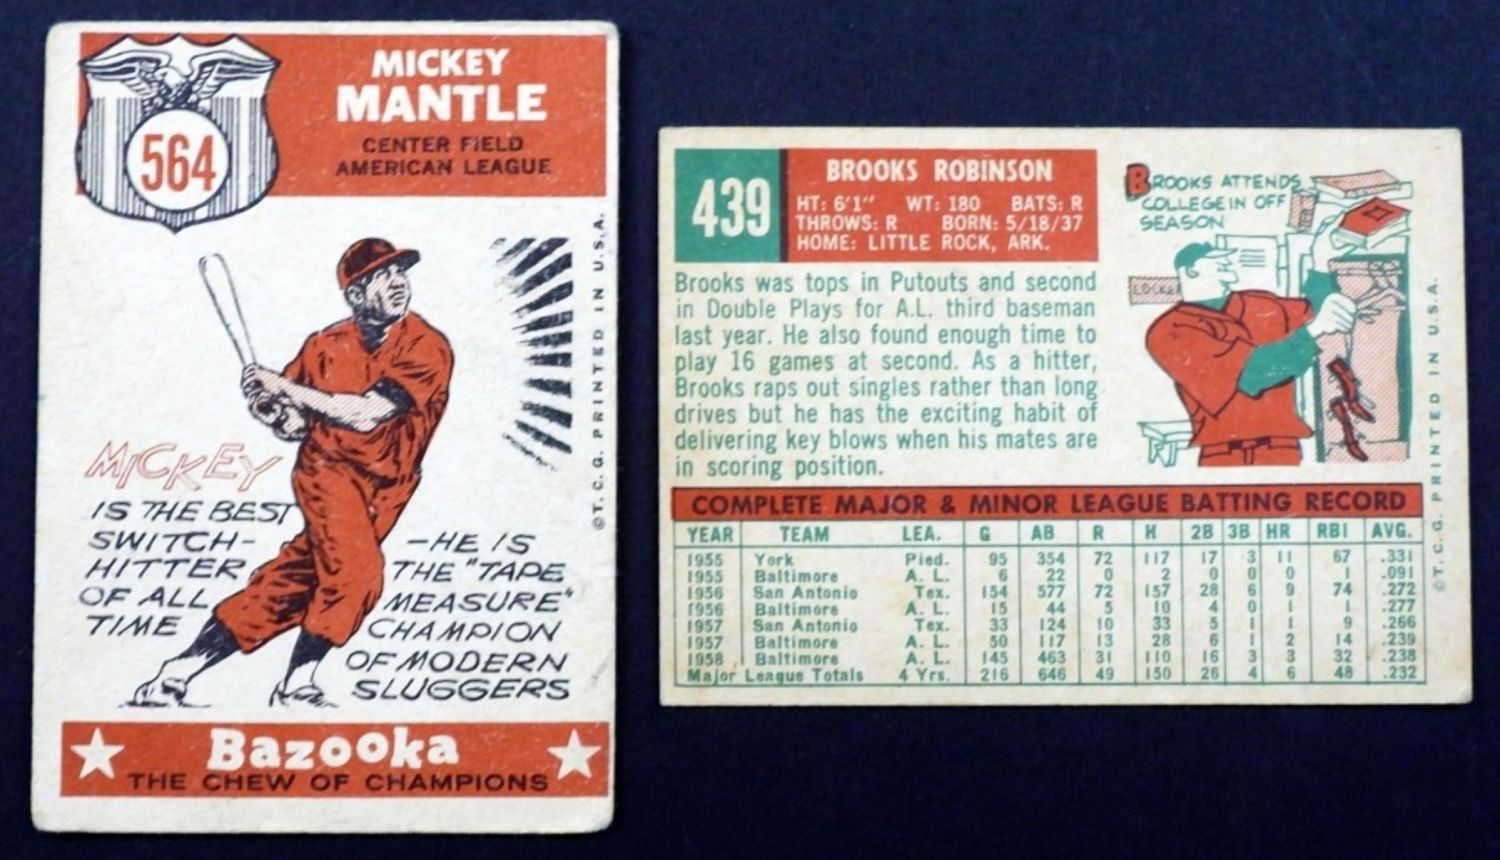 564
MICKEY
MANTLE
CENTER FIELD
AMERICAN LEAGUE
MICKEY
IS THE BEST
SWITCH-
HITTER
OF ALL
TIME
-HE IS
THE "TAPE
MEASURE"
CHAMPION
OF MODERN
SLUGGERS
©T.C.G. PRINTED IN U.S.A.
Bazooka
THE CHEW OF CHAMPIONS
439
BROOKS ROBINSON
HT: 6'1" WT: 180 BATS: R
THROWS: R BORN: 5/18/37
HOME: LITTLE ROCK, ARK.
Brooks was tops in Putouts and second
in Double Plays for A.L. third baseman
last year. He also found enough time to
play 16 games at second. As a hitter,
Brooks raps out singles rather than long
drives but he has the exciting habit of
delivering key blows when his mates are
in scoring position.
BROOKS ATTENDS
COLLEGE IN OFF
SEASON
LOCKER
©T.C.G. PRINTED IN U.S.A.
COMPLETE MAJOR & MINOR LEAGUE BATTING RECORD
YEAR TEAM LEA. G AB R H 2B 3B HR RBI AVG.
1955 York Pied. 95 354 72 117 17 3 11 67 .331
1955 Baltimore A. L. 6 22 0 2 0 0 0 1 .091
1956 San Antonio Tex. 154 577 72 157 28 6 9 74 .272
1956 Baltimore A. L. 15 44 5 10 4 0 1 1 .277
1957 San Antonio Tex. 33 124 10 33 5 1 1 9 .266
1957 Baltimore A. L. 50 117 13 28 6 1 2 14 .239
1958 Baltimore A. L. 145 463 31 110 16 3 3 32 .238
Major League Totals 4 Yrs. 216 646 49 150 26 4 6 48 .232